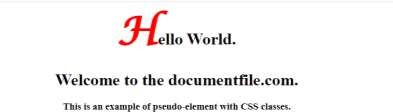 Hello World.
Welcome to the documentfile.com.
This is an example of pseudo-element with CSS classes.